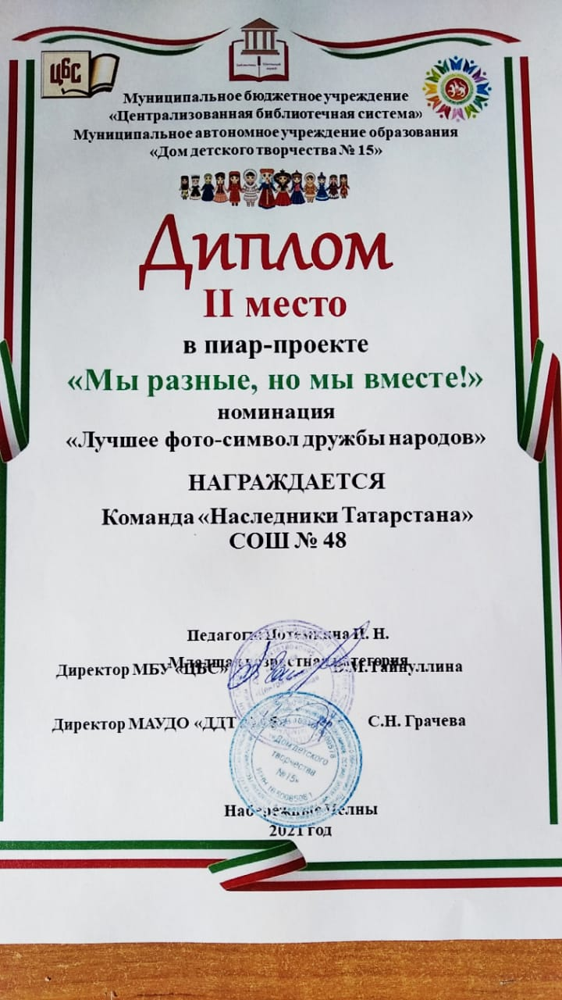 ЦБС
Муниципальное бюджетное учреждение
«Централизованная библиотечная система»
Муниципальное автономное учреждение образования
«Дом детского творчества № 15»
Диплом
II место
в пиар-проекте
«Мы разные, но мы вместе!»
номинация
«Лучшее фото-символ дружбы народов»
НАГРАЖДАЕТСЯ
Команда «Наследники Татарстана»
СОШ № 48
Педагог: Потемкина И. Н.
Младшая возрастная категория
Директор МБУ «ЦБС» Гайнуллина
Директор МАУДО «ДДТ С.Н. Грачева
«Дом детского
творчества
№15»
Набережные Челны
2021 год